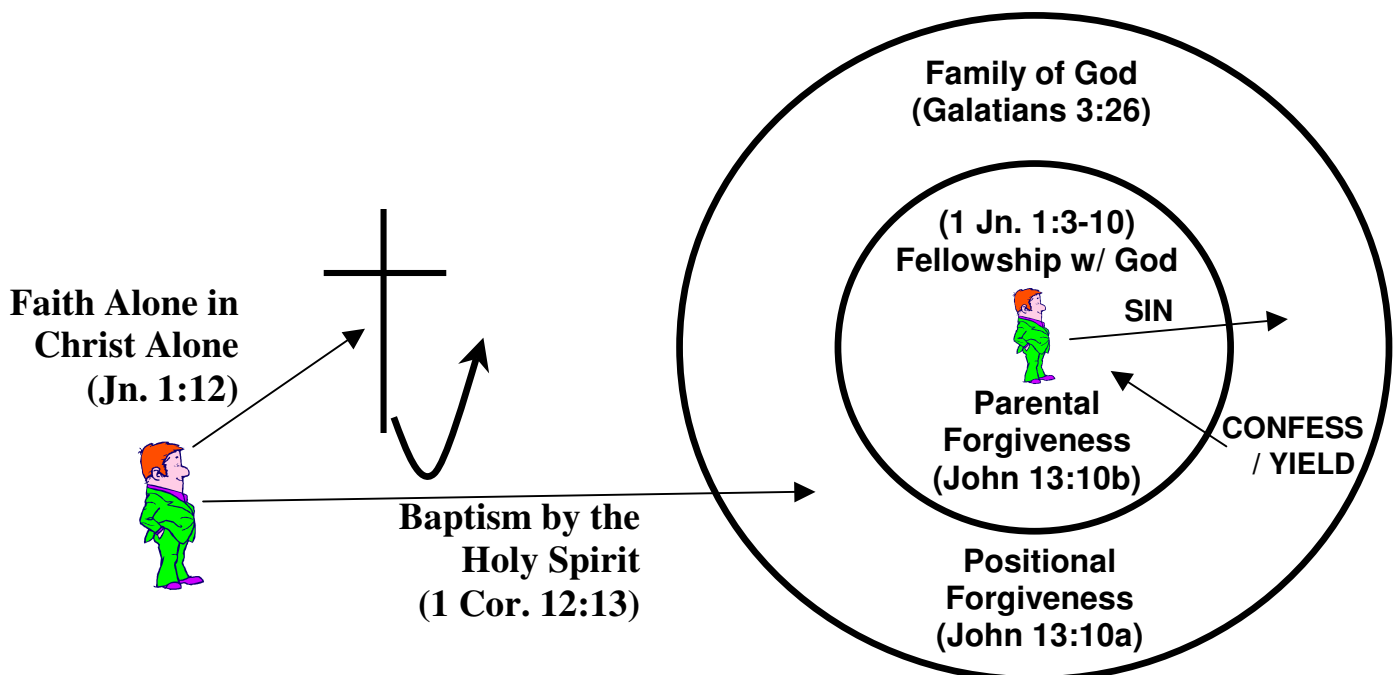 Faith Alone in
Christ Alone
(Jn. 1:12)
Baptism by the
Holy Spirit
(1 Cor. 12:13)
Family of God
(Galatians 3:26)
(1 Jn. 1:3-10)
Fellowship w/ God
SIN
Parental
Forgiveness
(John 13:10b)
CONFESS
/ YIELD
Positional
Forgiveness
(John 13:10a)